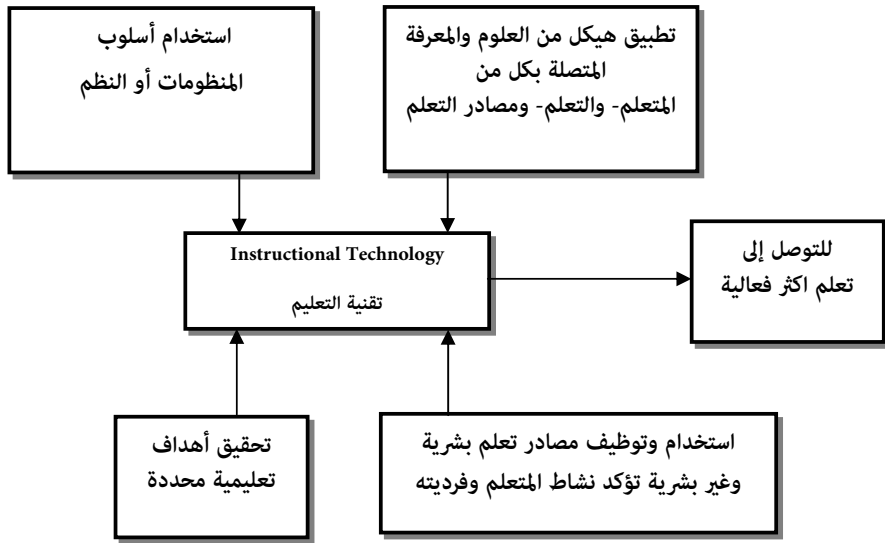 استخدام أسلوب
المنظومات أو النظم
تطبيق هيكل من العلوم والمعرفة
المتصلة بكل من
المتعلم- والتعلم- ومصادر التعلم
Instructional Technology
تقنية التعليم
للتوصل إلى
تعلم اكثر فعالية
تحقيق أهداف
تعليمية محددة
استخدام وتوظيف مصادر تعلم بشرية
وغير بشرية تؤكد نشاط المتعلم وفرديته